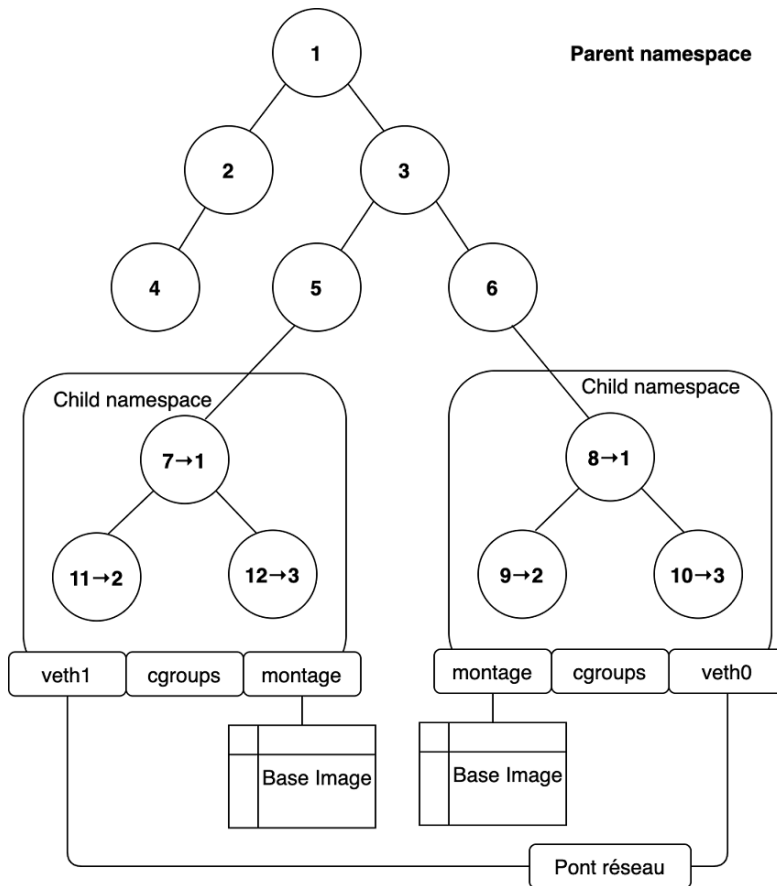 1
Parent namespace
2
3
4
5
6
Child namespace
Child namespace
7→1
8→1
11→2
12→3
9→2
10→3
veth1
cgroups
montage
montage
cgroups
veth0
Base Image
Base Image
Pont réseau